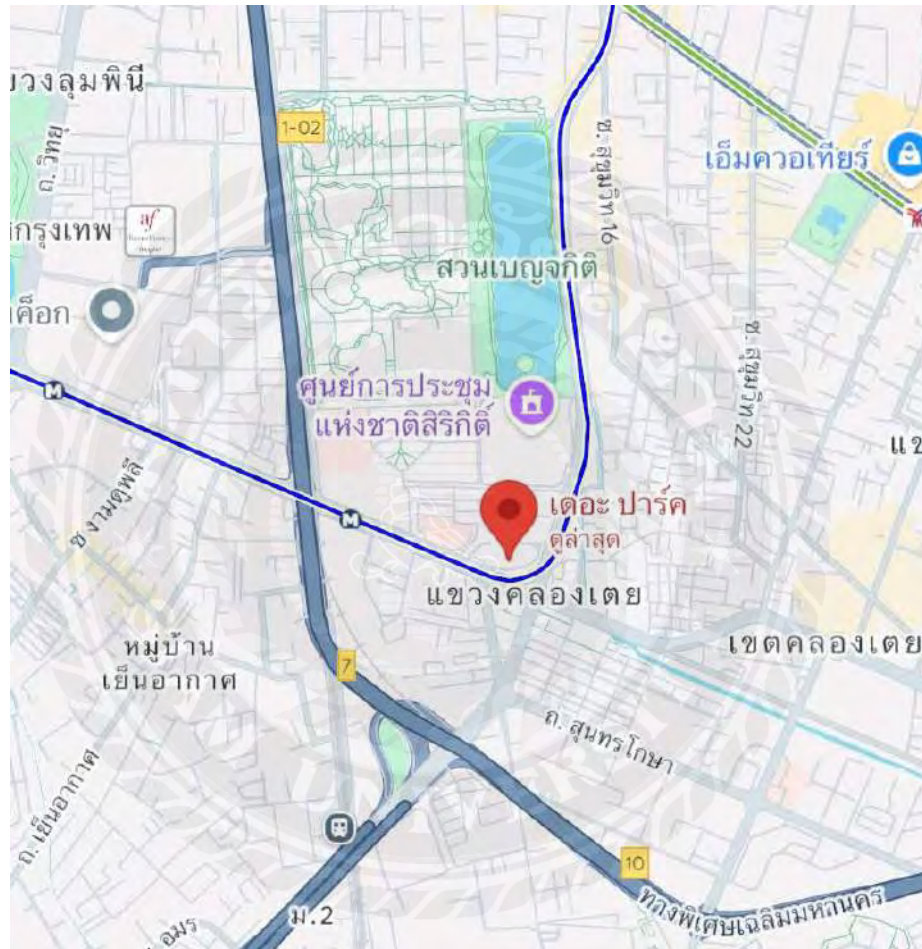 แขวงลุมพินี
1-02
ถ. วิทยุ
ซ. สุขุมวิท 16
เอ็มควอเทียร์
กรุงเทพ
af
สวนเบญจกิติ
ค็อก
ศูนย์การประชุม
แห่งชาติสิริกิติ์
ซ. สุขุมวิท 22
M
ซ งามดูพลี
M
เดอะ ปาร์ค
ดูล่าสุด
แขวงคลองเตย
หมู่บ้าน
เย็นอากาศ
7
เขตคลองเตย
ถ. สุนทรโกษา
ถ. เย็นอากาศ
10
ทางพิเศษเฉลิมมหานคร
ม.2
อมร